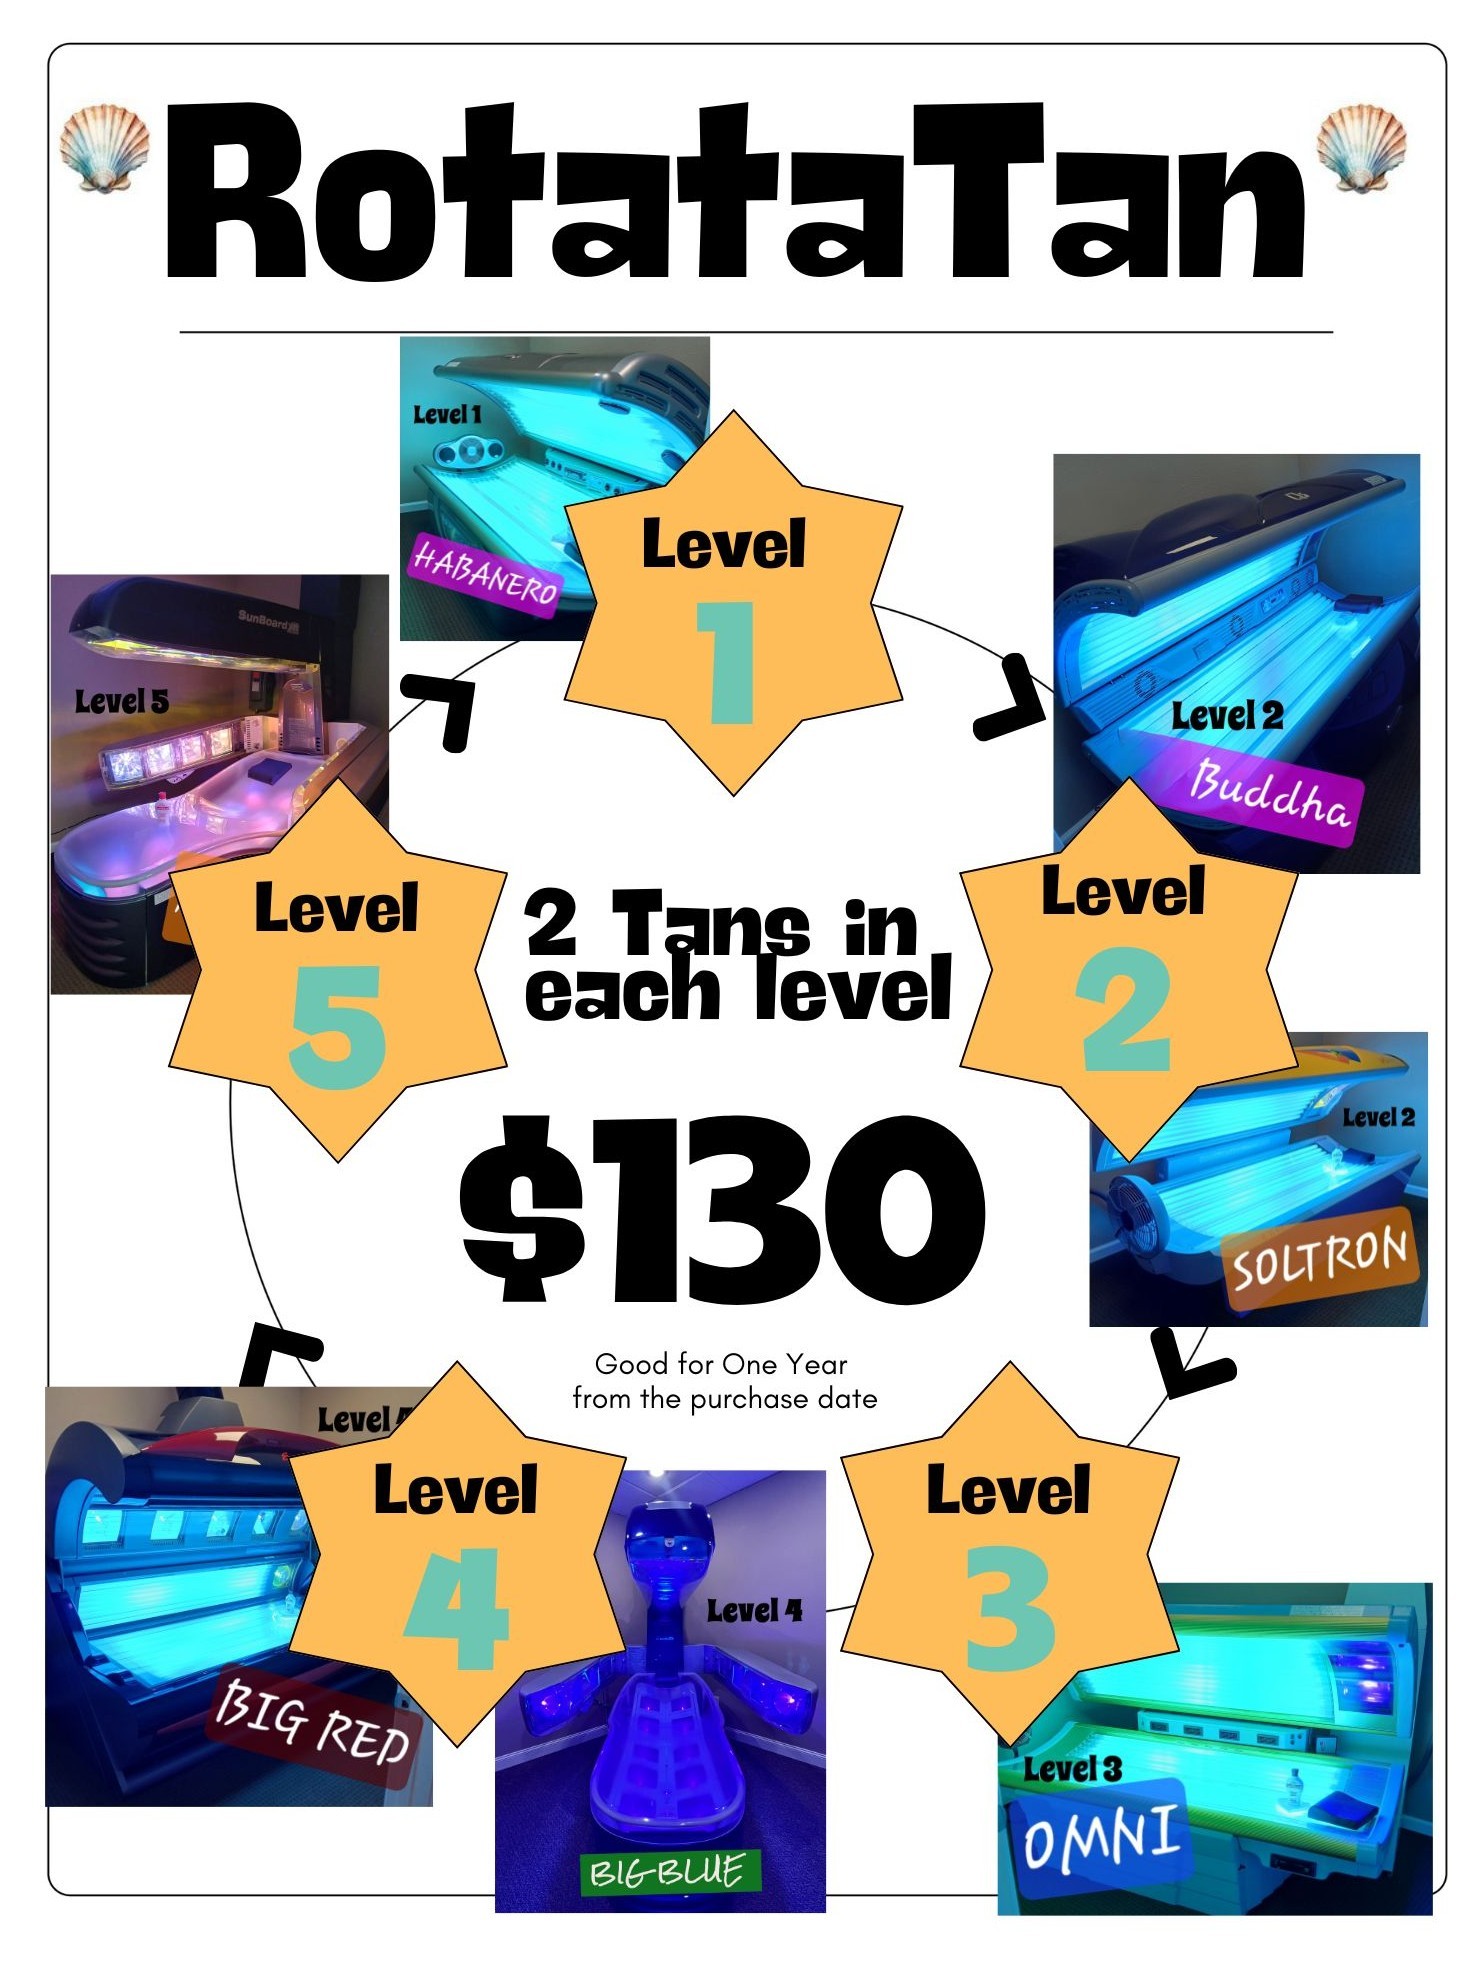 RotataTan
Level 1
HABANERO
Level
1
Level 2
Buddha
SunBoard
Level 5
Level
5
2 Tans in
each level
Level
2
Level 2
SOLTRON
$130
Good for One Year
from the purchase date
Level 4
BIG RED
Level
4
Level 4
BIG BLUE
Level
3
Level 3
OMNI